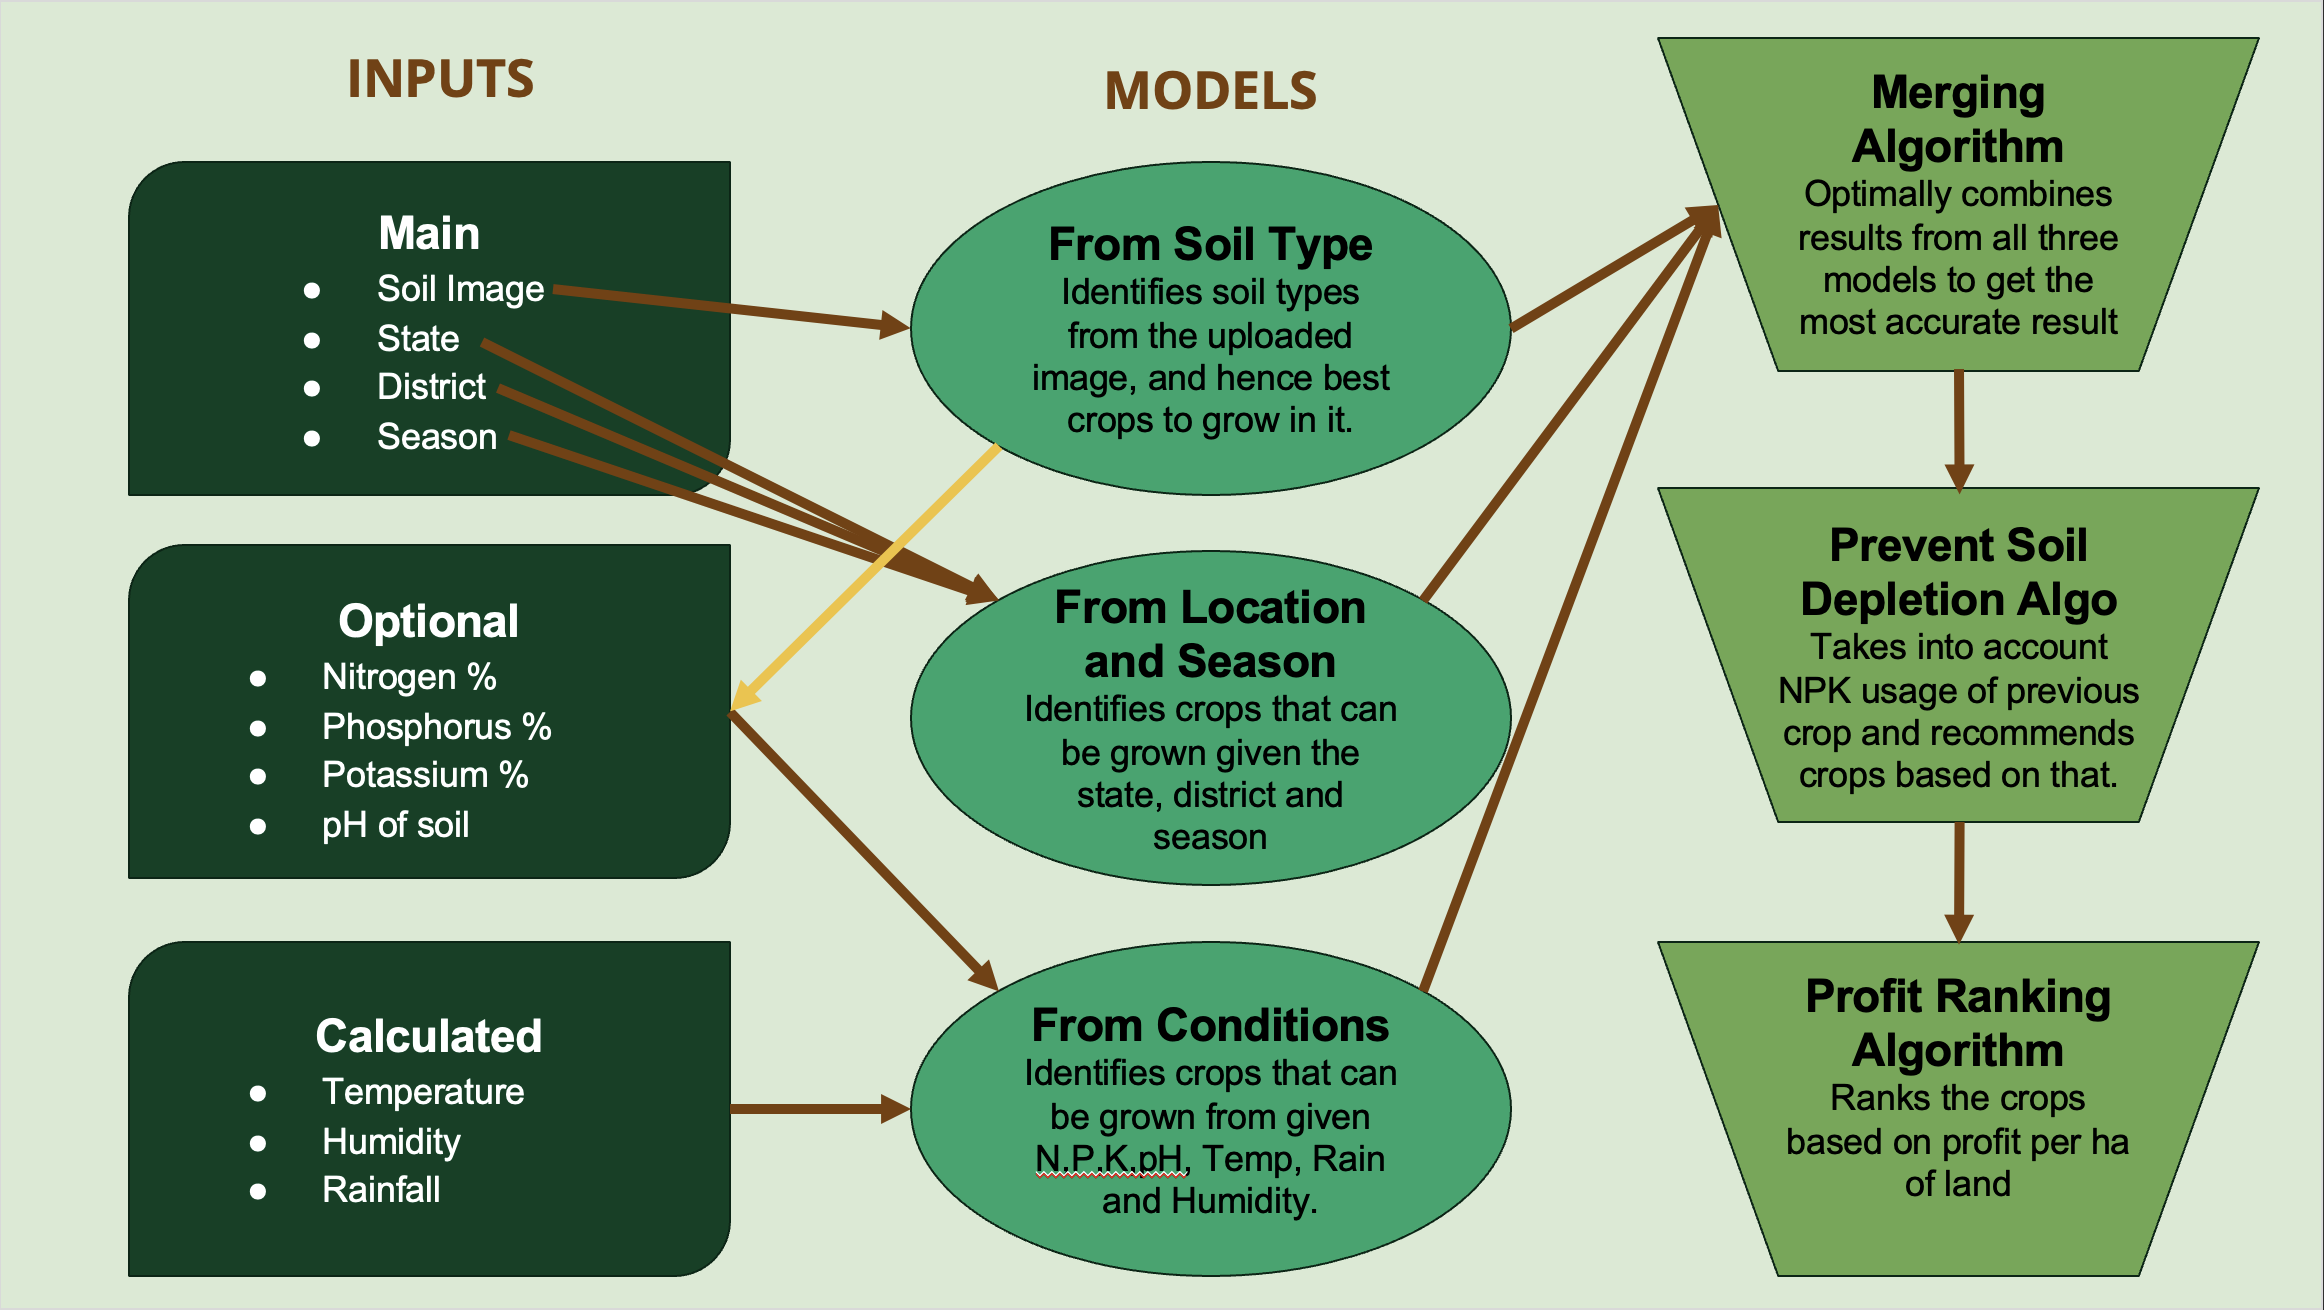 INPUTS
Main
● Soil Image
● State
● District
● Season
Optional
● Nitrogen %
● Phosphorus %
● Potassium %
● pH of soil
Calculated
● Temperature
● Humidity
● Rainfall
MODELS
From Soil Type
Identifies soil types
from the uploaded
image, and hence best
crops to grow in it.
From Location
and Season
Identifies crops that can
be grown given the
state, district and
season
From Conditions
Identifies crops that can
be grown from given
N,P,K,pH, Temp, Rain
and Humidity.
Merging
Algorithm
Optimally combines
results from all three
models to get the
most accurate result
Prevent Soil
Depletion Algo
Takes into account
NPK usage of previous
crop and recommends
crops based on that.
Profit Ranking
Algorithm
Ranks the crops
based on profit per ha
of land